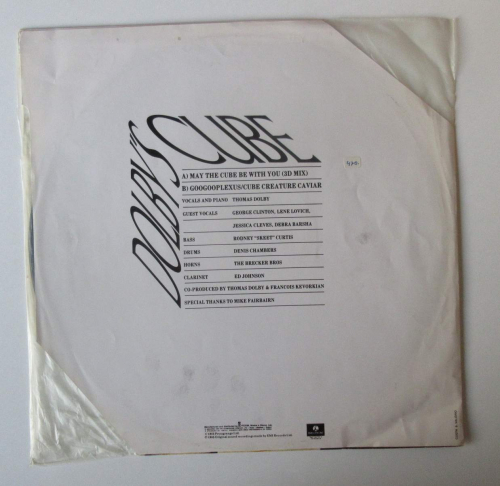 DOLBY'S
CUBE
A) MAY THE CUBE BE WITH YOU (3D MIX)
B) GOOGOOPLEXUS/CUBE CREATURE CAVIAR
VOCALS AND PIANO THOMAS DOLBY
GUEST VOCALS GEORGE CLINTON, LENE LOVICH,
JESSICA CLEVES, DEBRA BARSHA
BASS RODNEY "SKEET" CURTIS
DRUMS DENIS CHAMBERS
HORNS THE BRECKER BROS
CLARINET ED JOHNSON
CO-PRODUCED BY THOMAS DOLBY & FRANCOIS KEVORKIAN
SPECIAL THANKS TO MIKE FAIRBAIRN